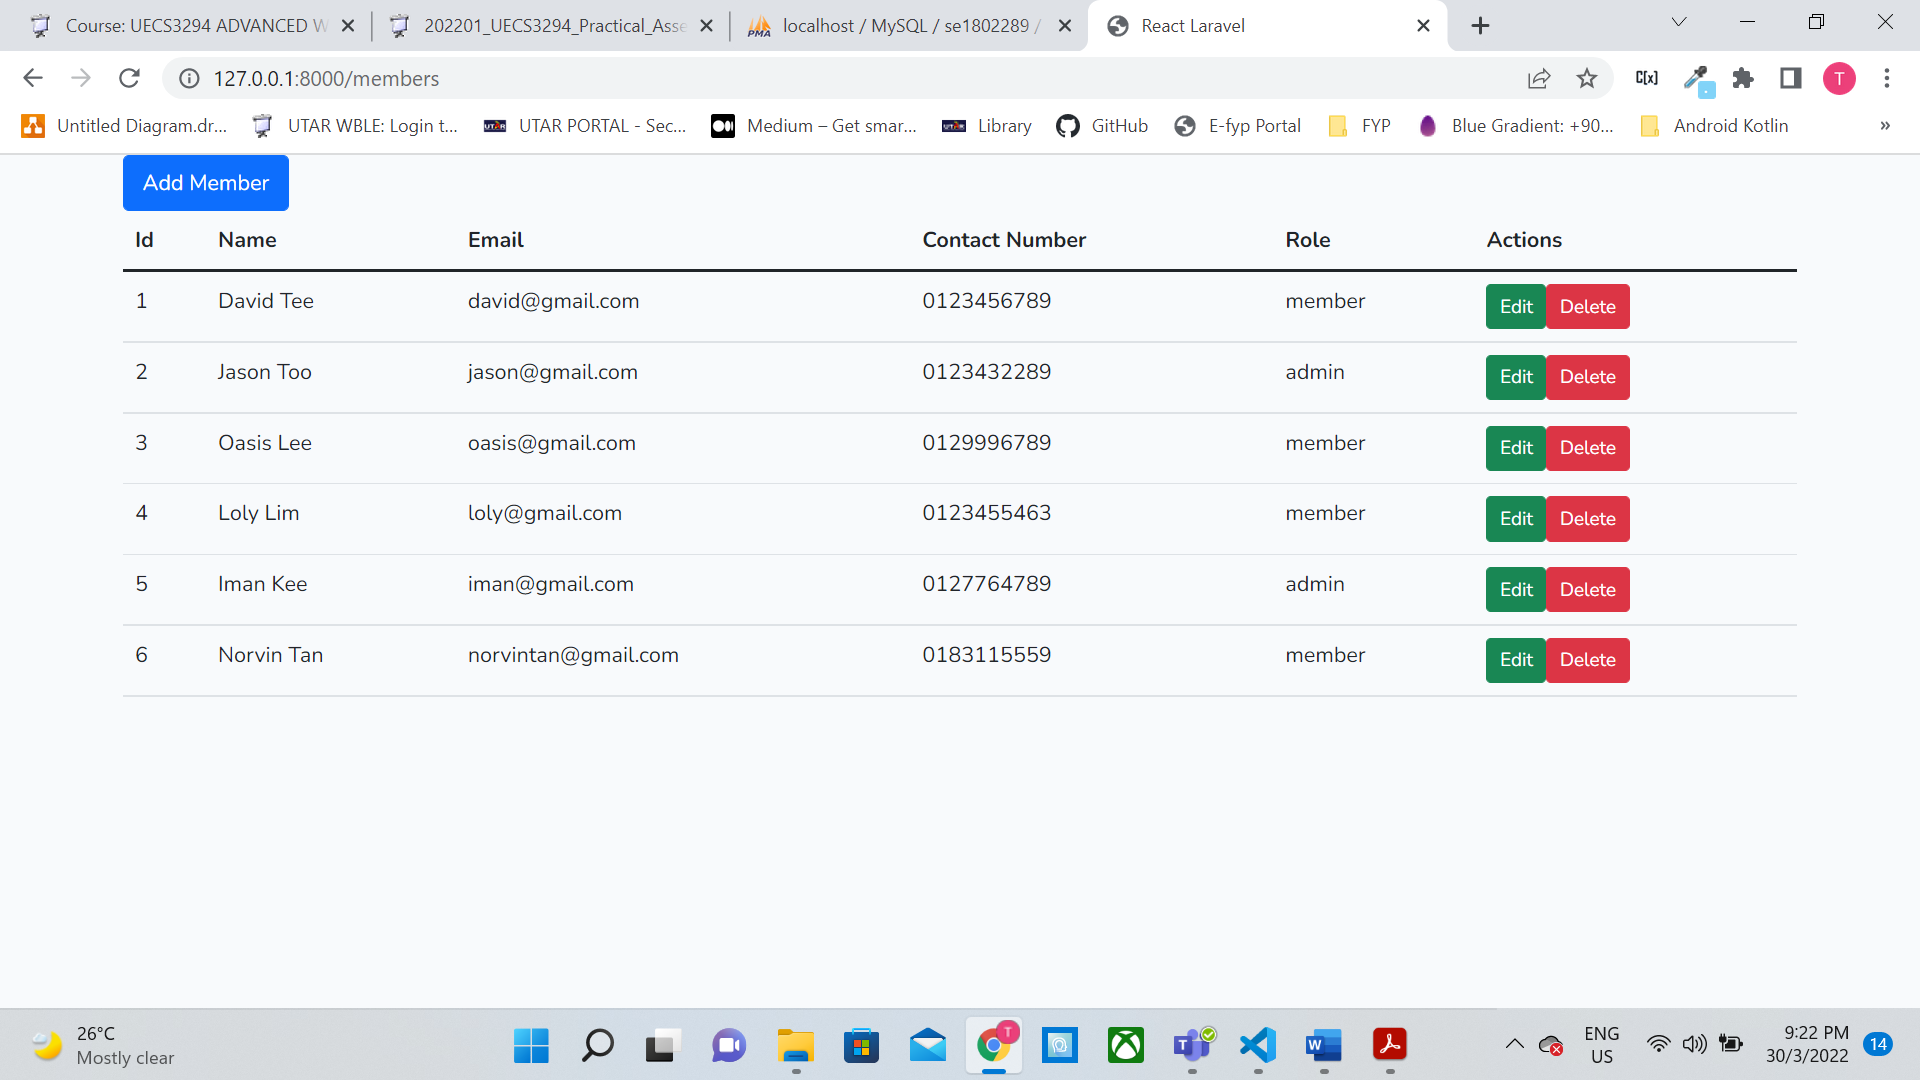 Course: UECS3294 ADVANCED W
202201_UECS3294_Practical_Asse
localhost / MySQL / se1802289 /
React Laravel
127.0.0.1:8000/members
C[x]
T
Untitled Diagram.dr...
UTAR WBLE: Login t...
UTAR PORTAL - Sec...
Medium – Get smar...
Library
GitHub
E-fyp Portal
FYP
Blue Gradient: +90...
Android Kotlin
»
Add Member
Id Name Email Contact Number Role Actions
1 David Tee david@gmail.com 0123456789 member Edit Delete
2 Jason Too jason@gmail.com 0123432289 admin Edit Delete
3 Oasis Lee oasis@gmail.com 0129996789 member Edit Delete
4 Loly Lim loly@gmail.com 0123455463 member Edit Delete
5 Iman Kee iman@gmail.com 0127764789 admin Edit Delete
6 Norvin Tan norvintan@gmail.com 0183115559 member Edit Delete
26°C
Mostly clear
ENG
US
9:22 PM
30/3/2022
14